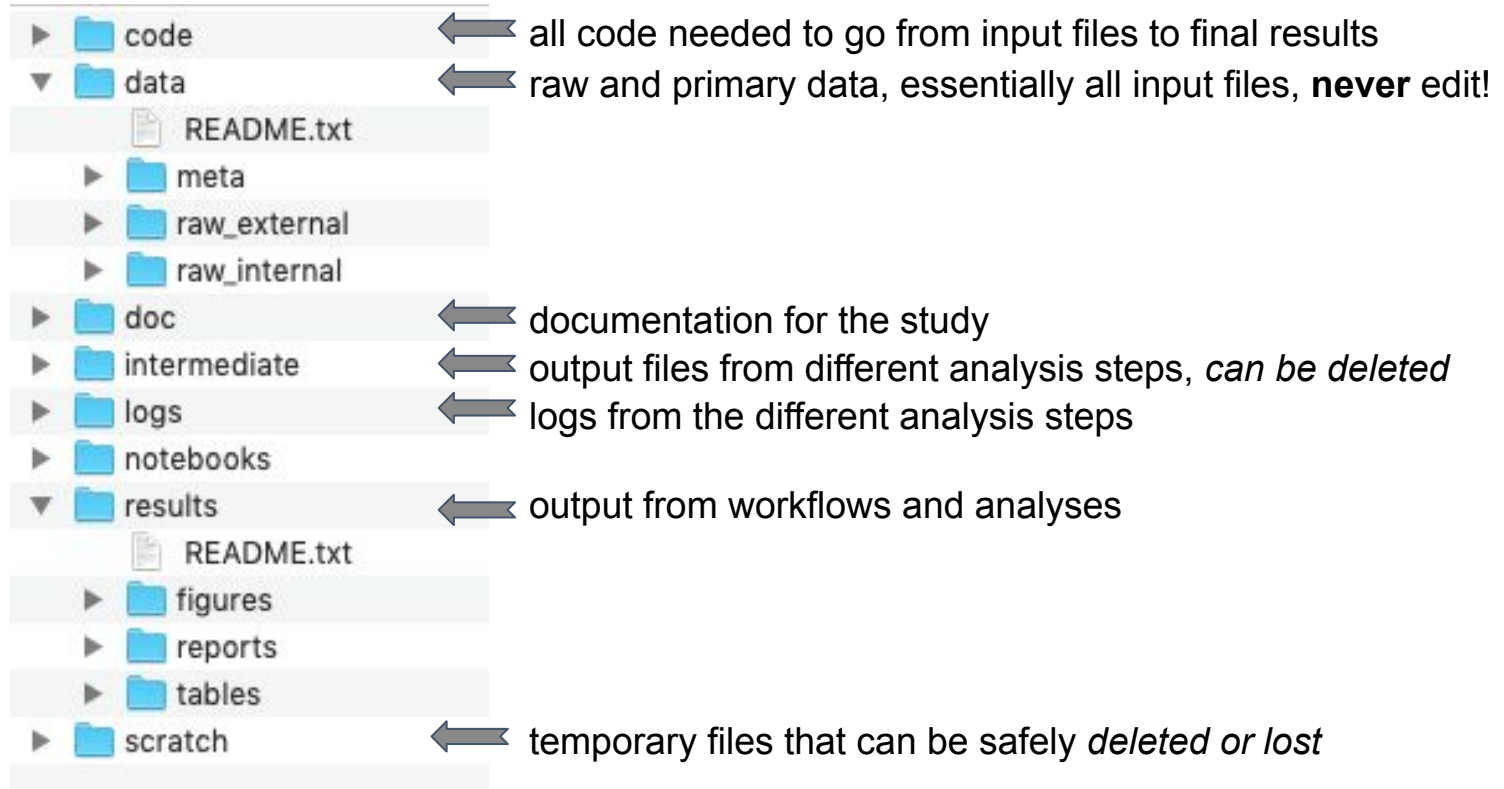 code all code needed to go from input files to final results
data raw and primary data, essentially all input files, never edit!
README.txt
meta
raw_external
raw_internal
doc documentation for the study
intermediate output files from different analysis steps, can be deleted
logs logs from the different analysis steps
notebooks
results output from workflows and analyses
README.txt
figures
reports
tables
scratch temporary files that can be safely deleted or lost